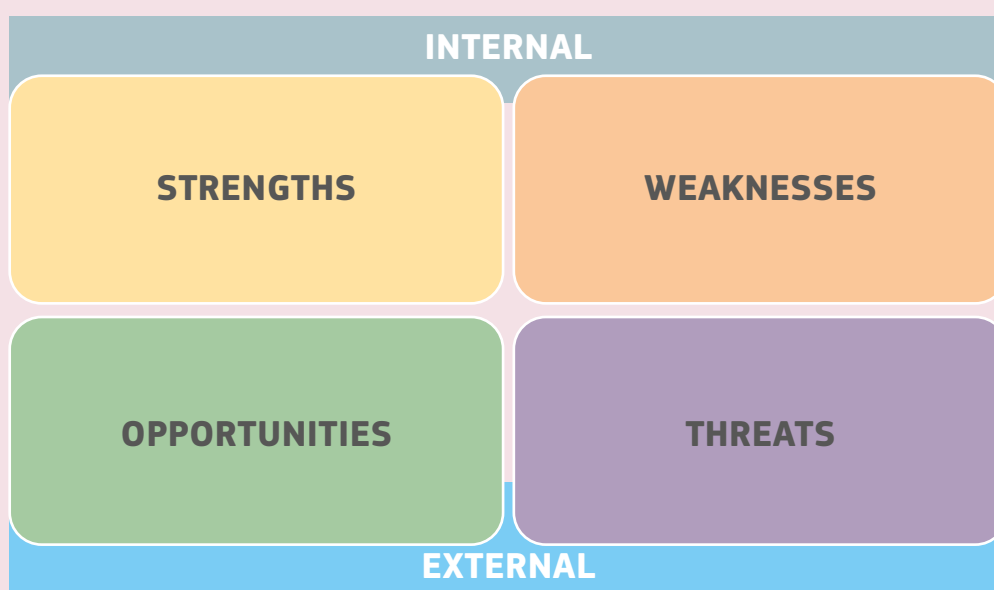 INTERNAL
STRENGTHS
WEAKNESSES
OPPORTUNITIES
THREATS
EXTERNAL